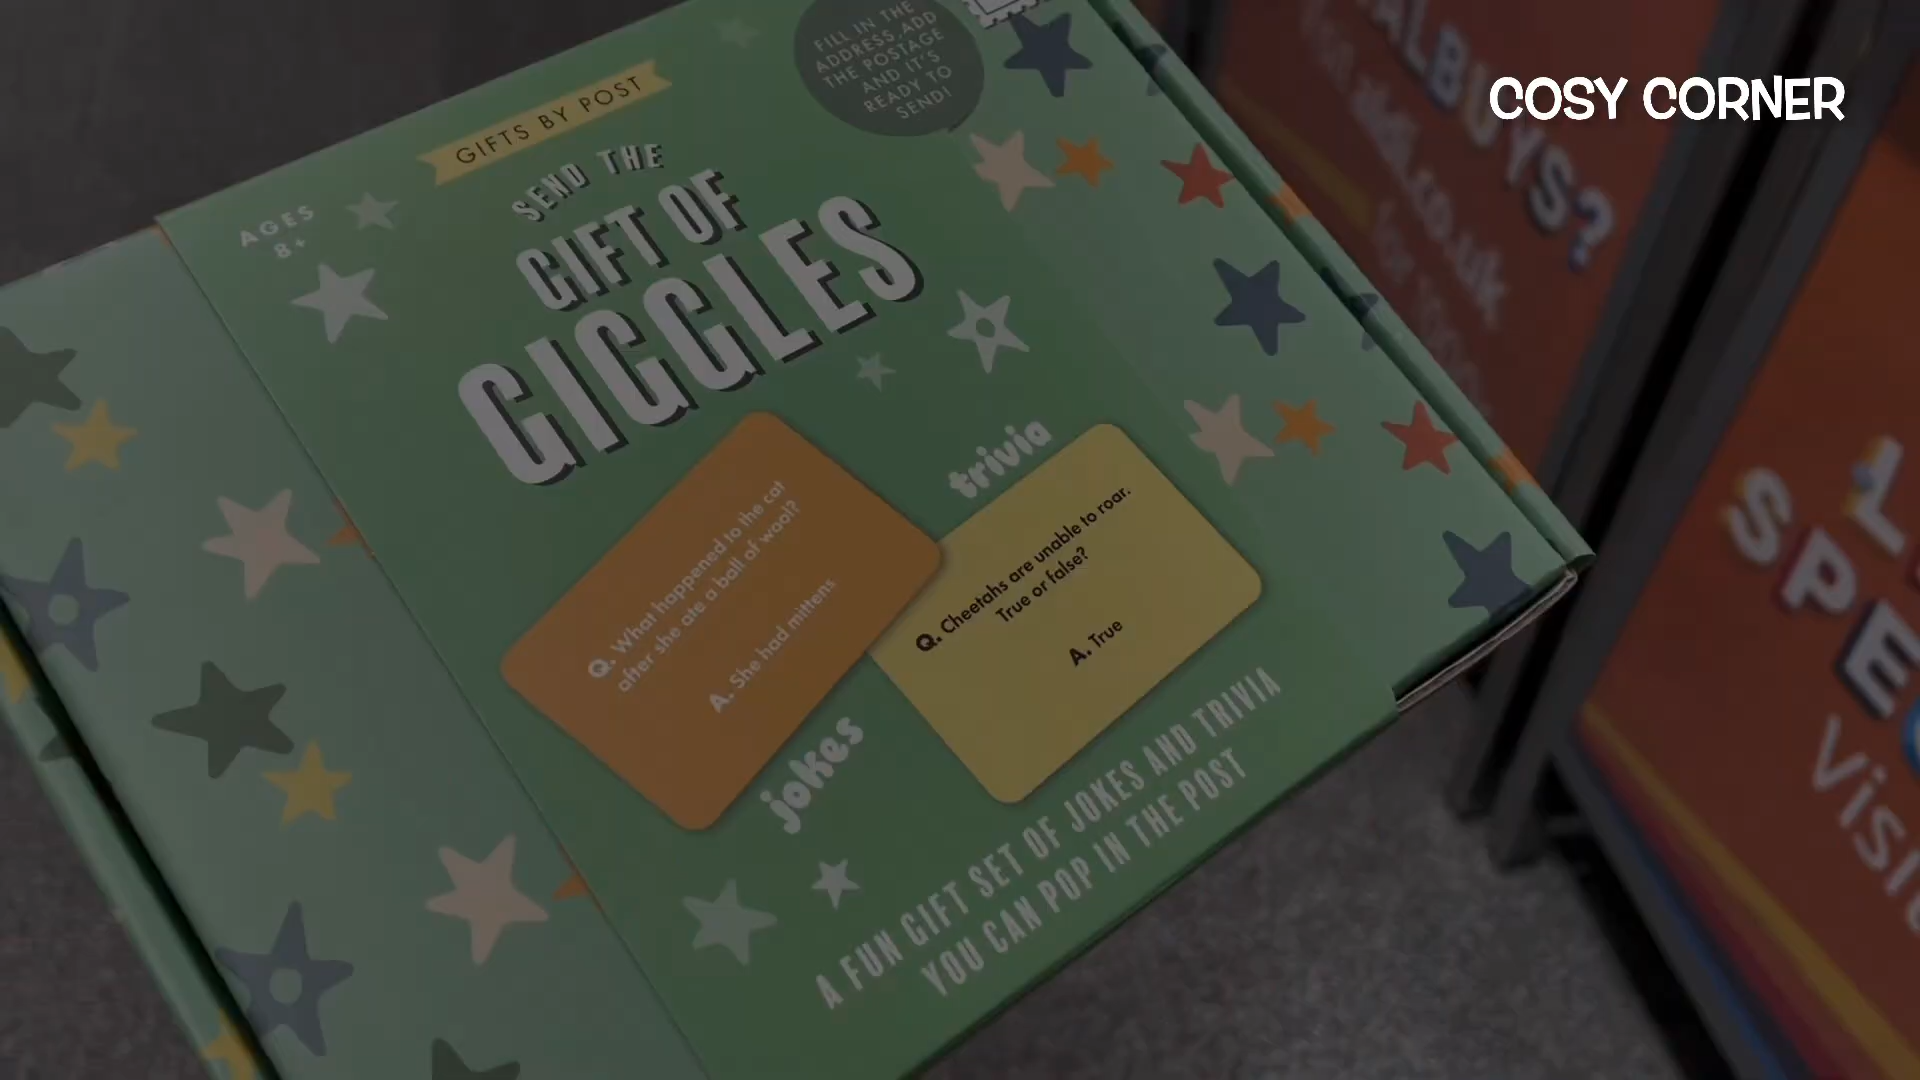 COSY CORNER
FILL IN THE
ADDRESS, ADD
THE POSTAGE
AND IT'S
READY TO
SEND!
GIFTS BY POST
AGES
8+
SEND THE
GIFT OF
GIGGLES
trivia
Q. What happened to the cat
after she ate a ball of wool?
A. She had mittens
Q. Cheetahs are unable to roar.
True or false?
A. True
jokes
A FUN GIFT SET OF JOKES AND TRIVIA
YOU CAN POP IN THE POST
aldi.co.uk